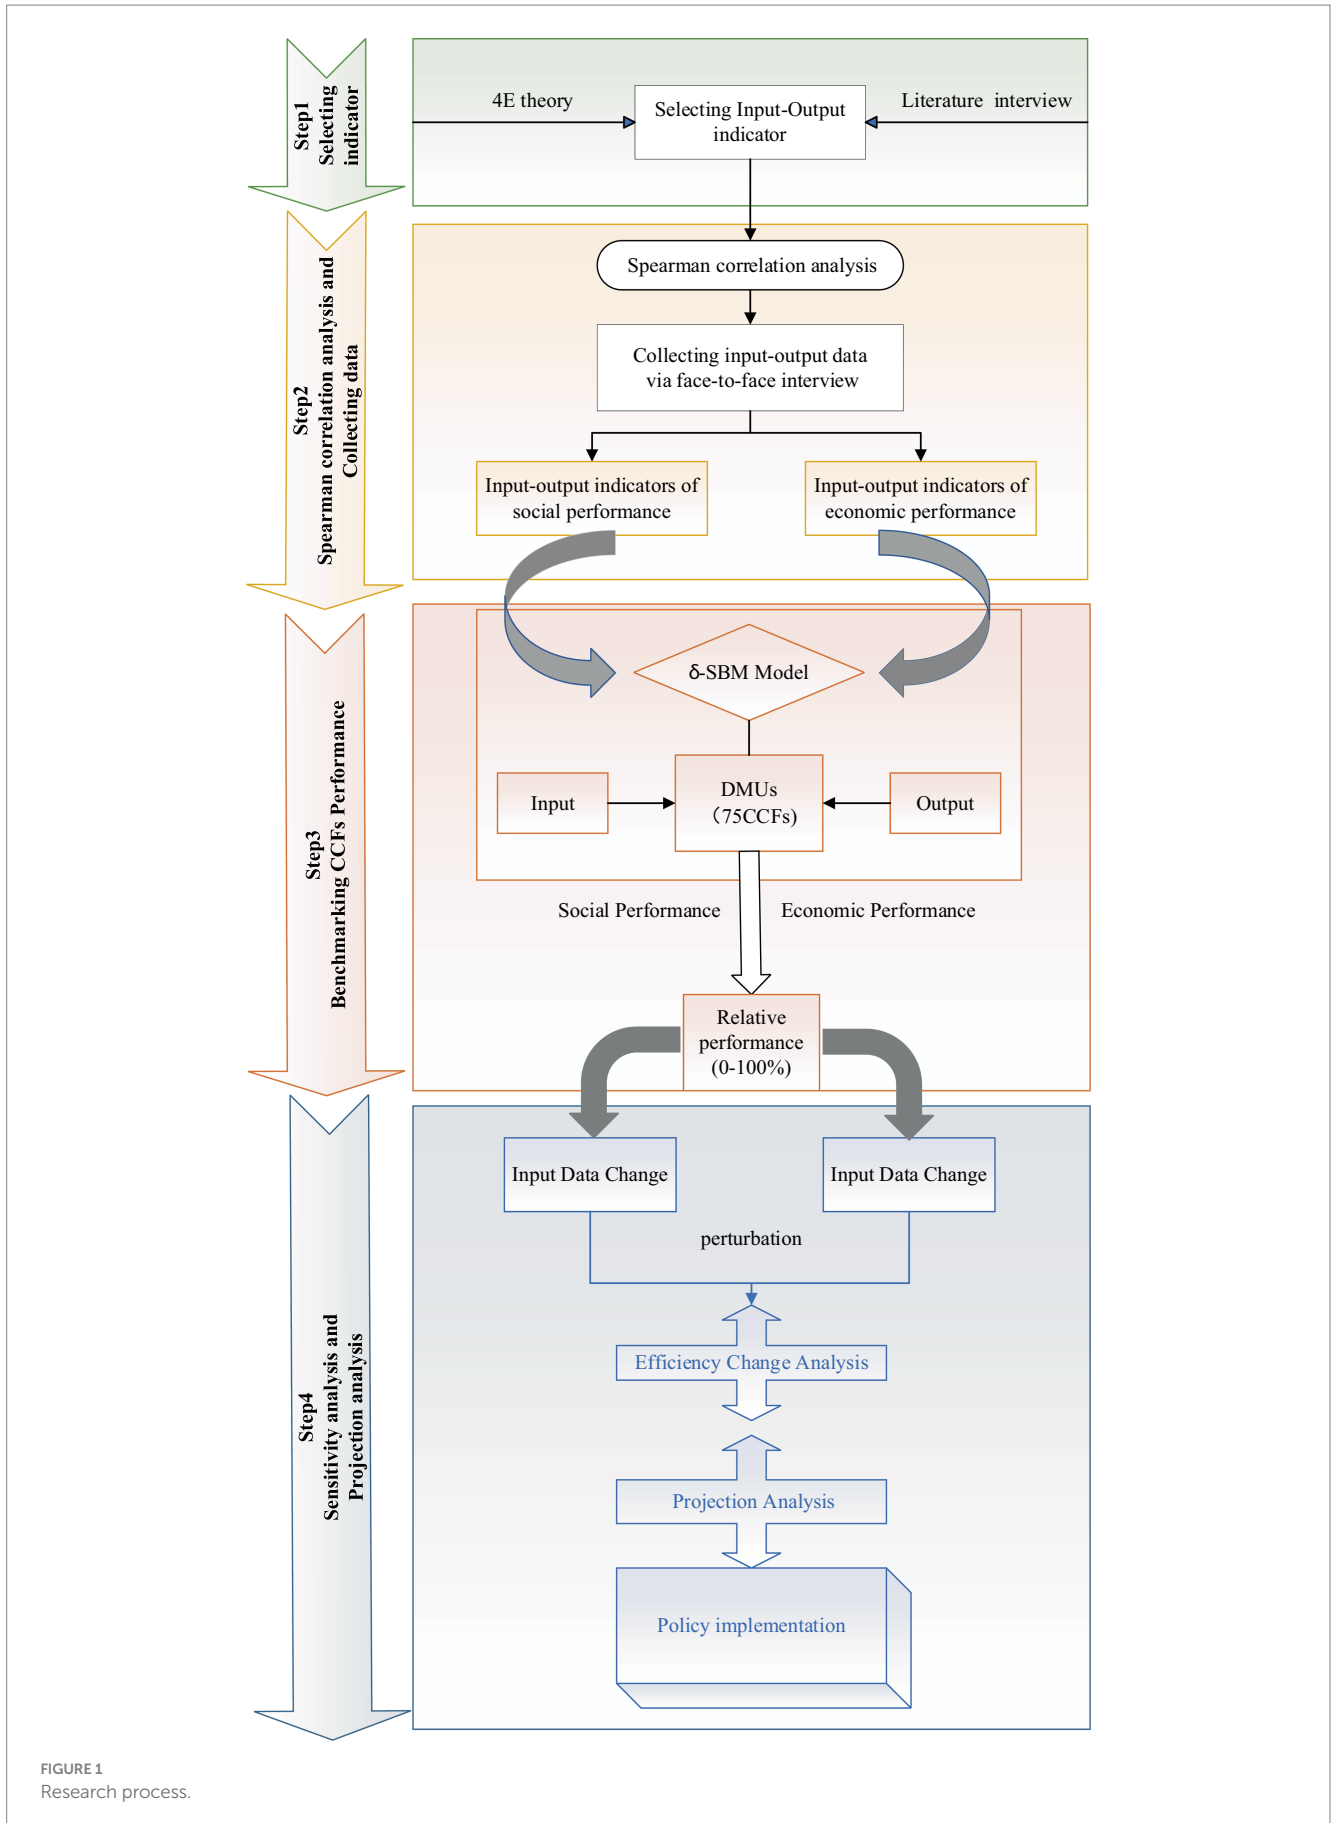 Step1
Selecting
indicator
4E theory
Selecting Input-Output
indicator
Literature interview
Step2
Spearman correlation analysis and
Collecting data
Spearman correlation analysis
Collecting input-output data
via face-to-face interview
Input-output indicators of
social performance
Input-output indicators of
economic performance
Step3
Benchmarking CCFs Performance
δ-SBM Model
Input
DMUs
（75CCFs)
Output
Social Performance
Economic Performance
Relative
performance
(0-100%)
Step4
Sensitivity analysis and
Projection analysis
Input Data Change
Input Data Change
perturbation
Efficiency Change Analysis
Projection Analysis
Policy implementation
FIGURE 1
Research process.